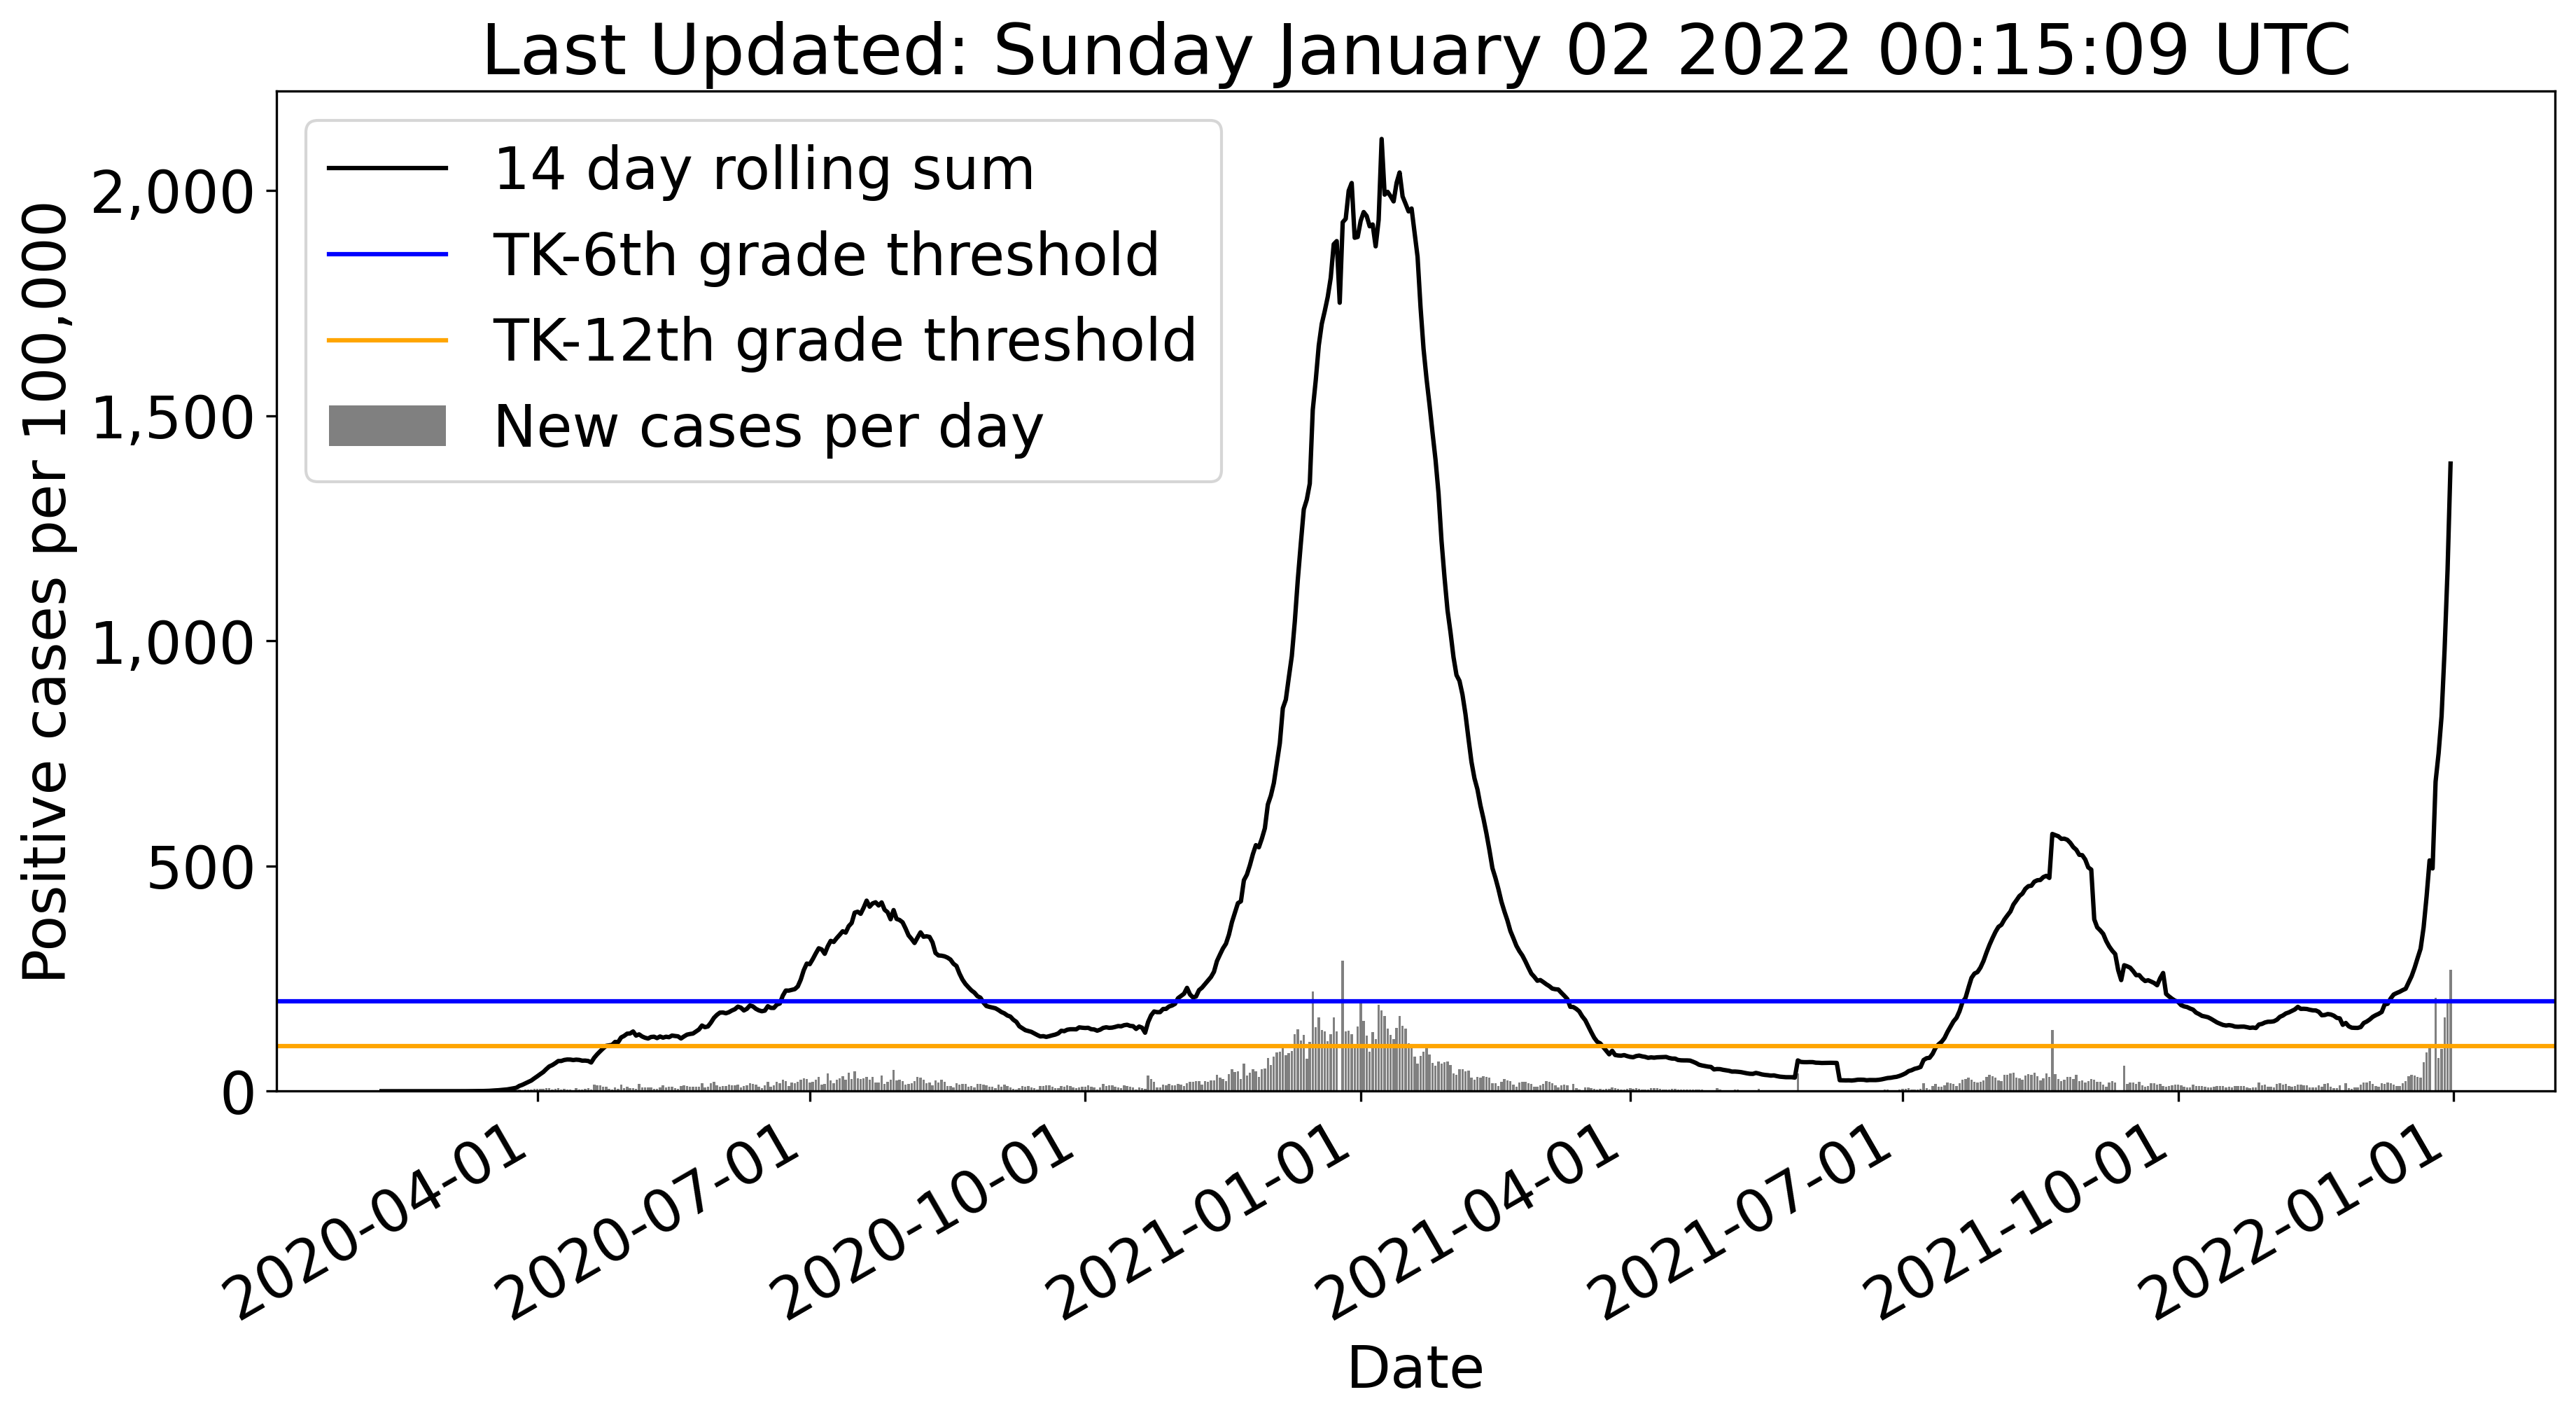 Last Updated: Sunday January 02 2022 00:15:09 UTC
14 day rolling sum
TK-6th grade threshold
TK-12th grade threshold
New cases per day
Positive cases per 100,000
2,000
1,500
1,000
500
0
2020-04-01
2020-07-01
2020-10-01
2021-01-01
2021-04-01
2021-07-01
2021-10-01
2022-01-01
Date